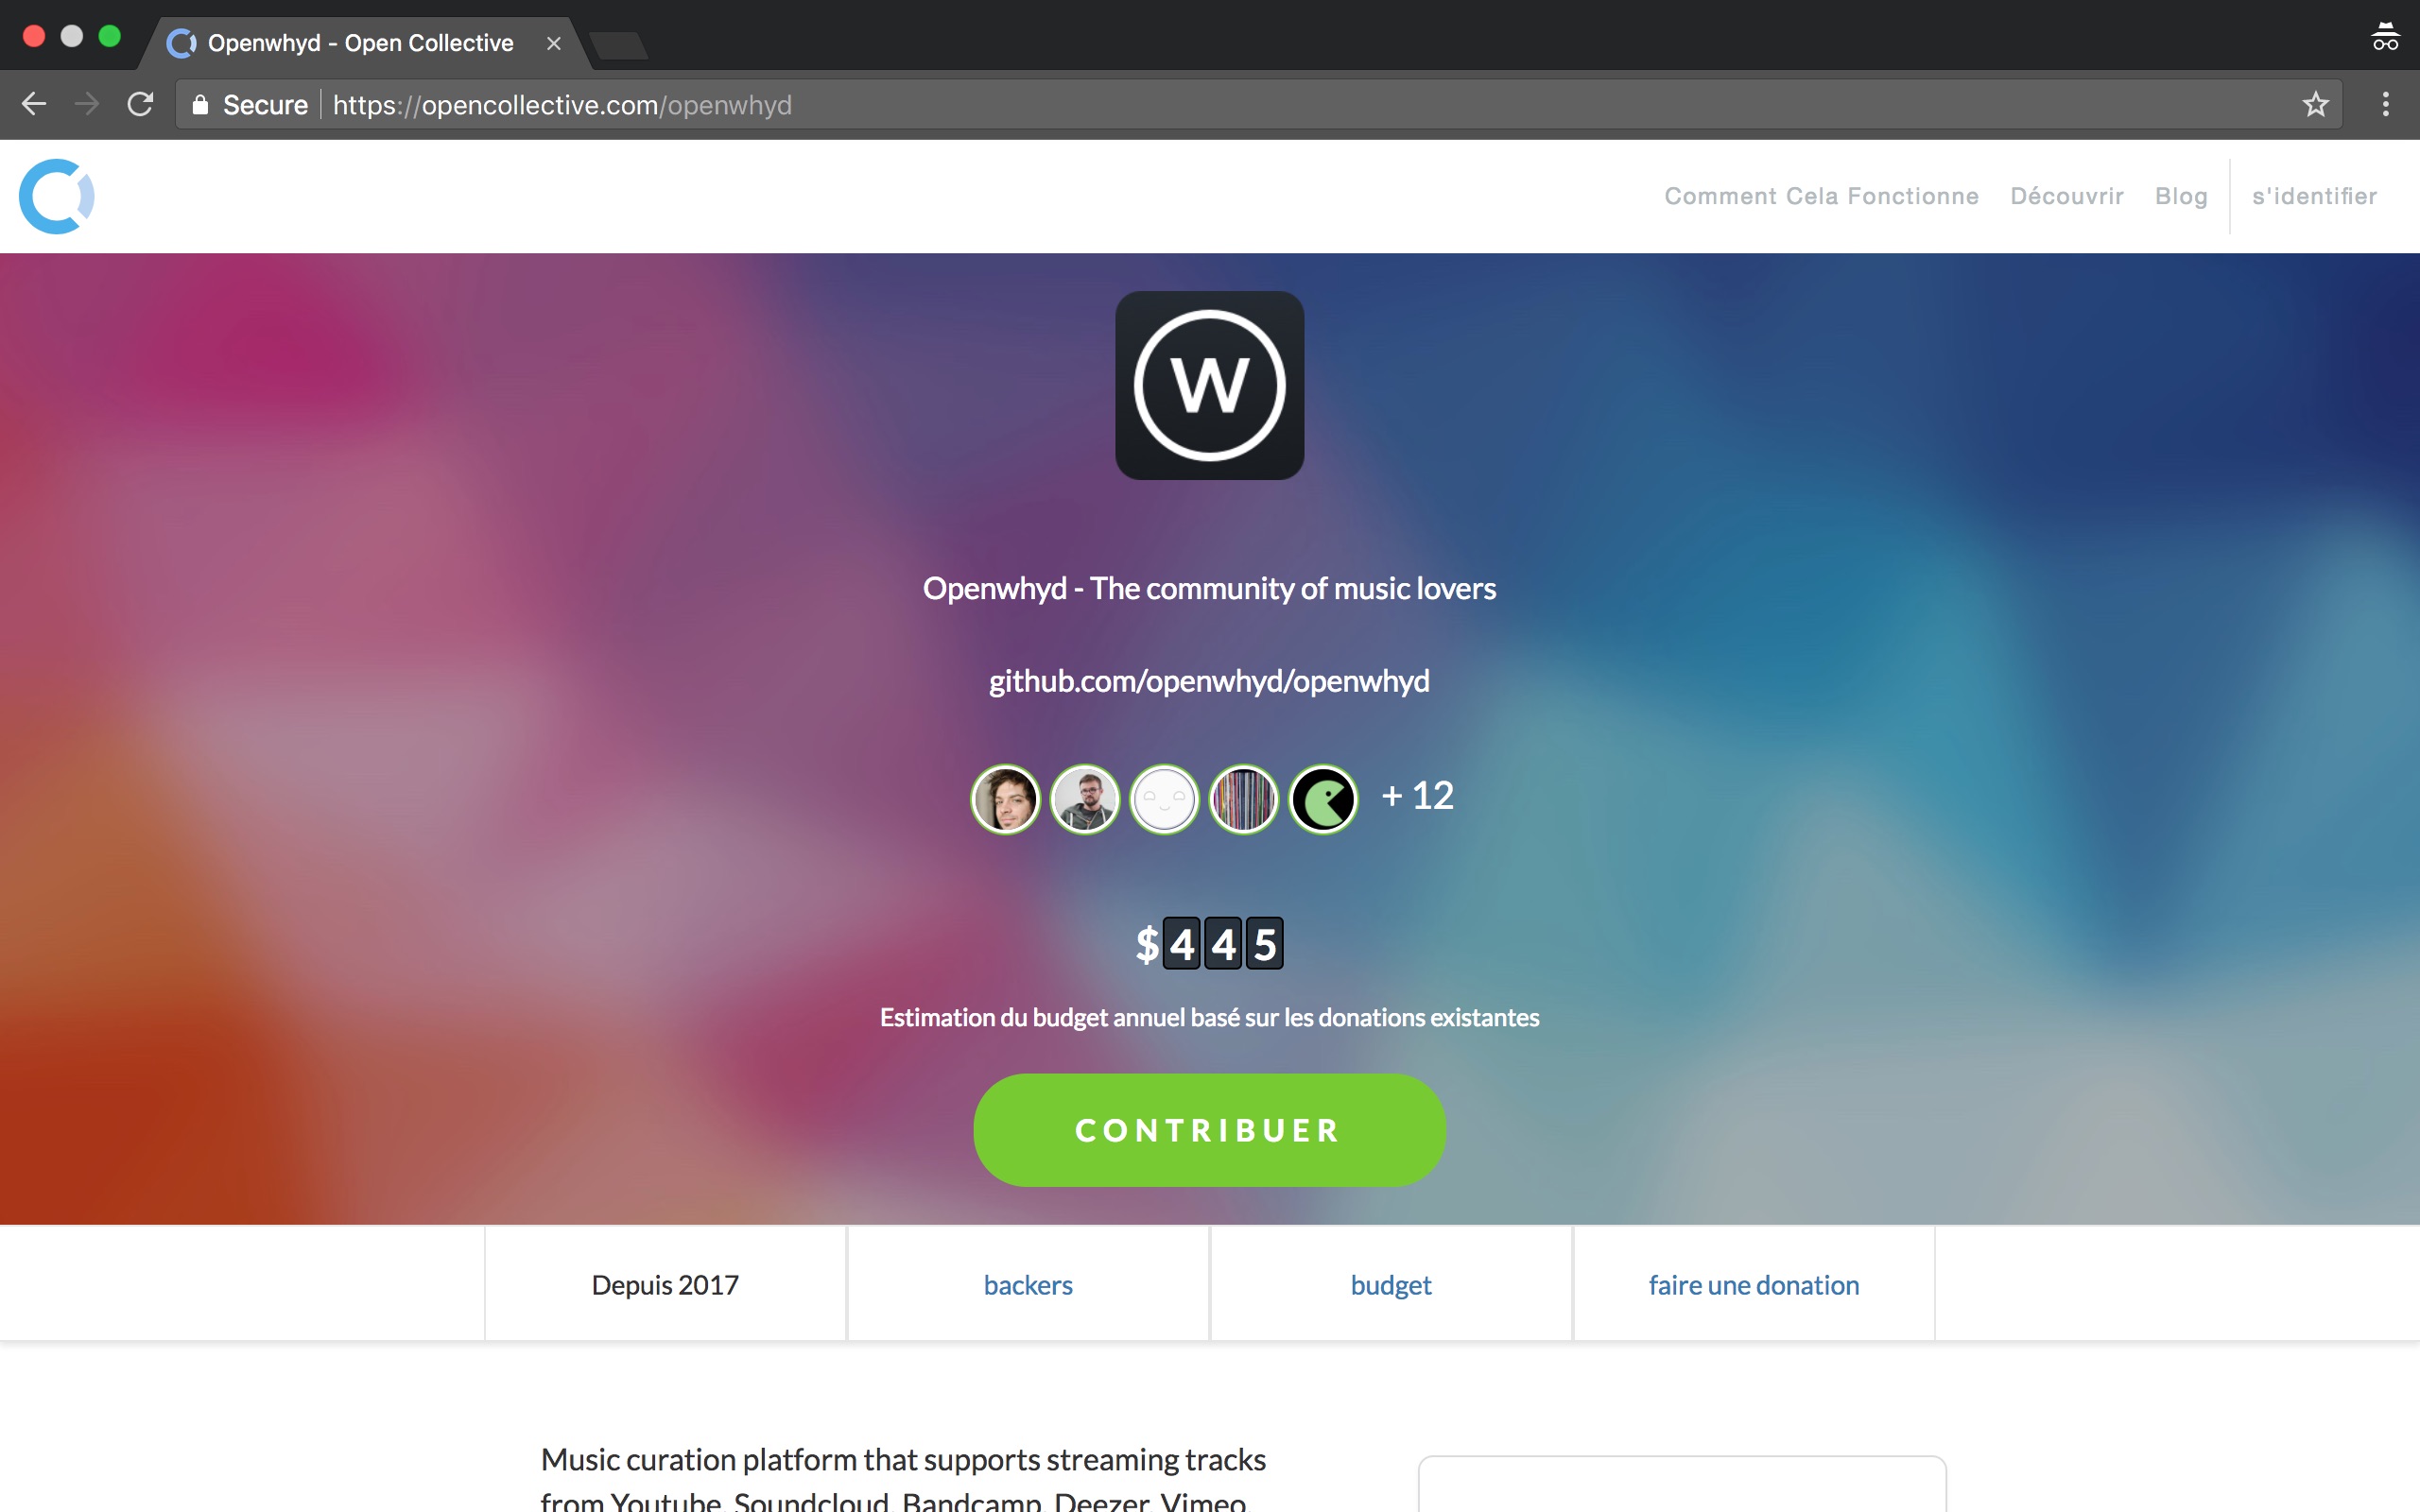 Openwhyd - Open Collective
Secure https://opencollective.com/openwhyd
Comment Cela Fonctionne Découvrir Blog s'identifier
W
Openwhyd - The community of music lovers
github.com/openwhyd/openwhyd
+ 12
$445
Estimation du budget annuel basé sur les donations existantes
CONTRIBUER
Depuis 2017 backers budget faire une donation
Music curation platform that supports streaming tracks
from Youtube, Soundcloud, Bandcamp, Deezer, Vimeo,